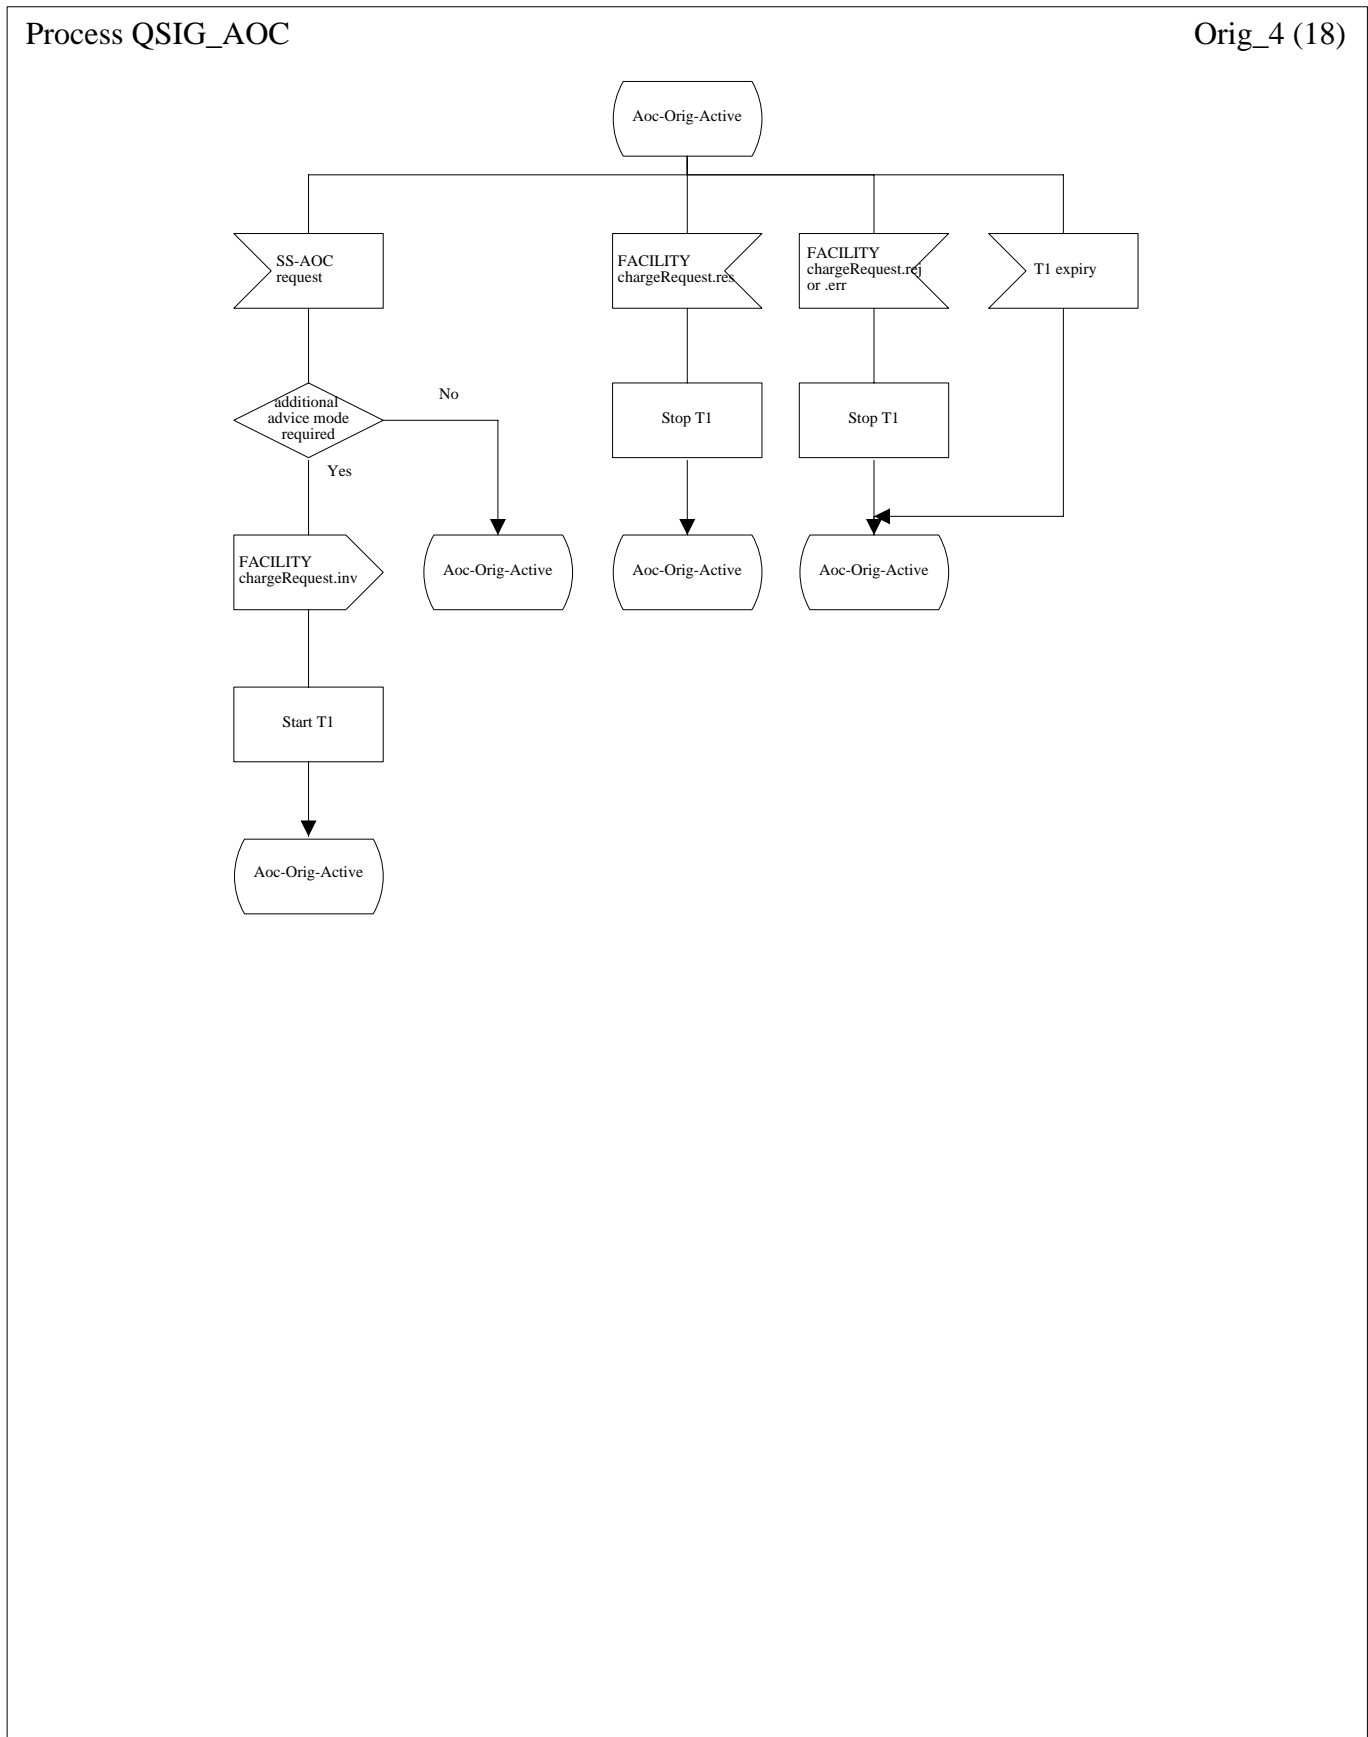 Process QSIG_AOC
Orig_4 (18)
Aoc-Orig-Active
SS-AOC
request
FACILITY
chargeRequest.res
FACILITY
chargeRequest.rej
or .err
T1 expiry
additional
advice mode
required
No
Yes
Stop T1
Stop T1
FACILITY
chargeRequest.inv
Aoc-Orig-Active
Aoc-Orig-Active
Aoc-Orig-Active
Start T1
Aoc-Orig-Active